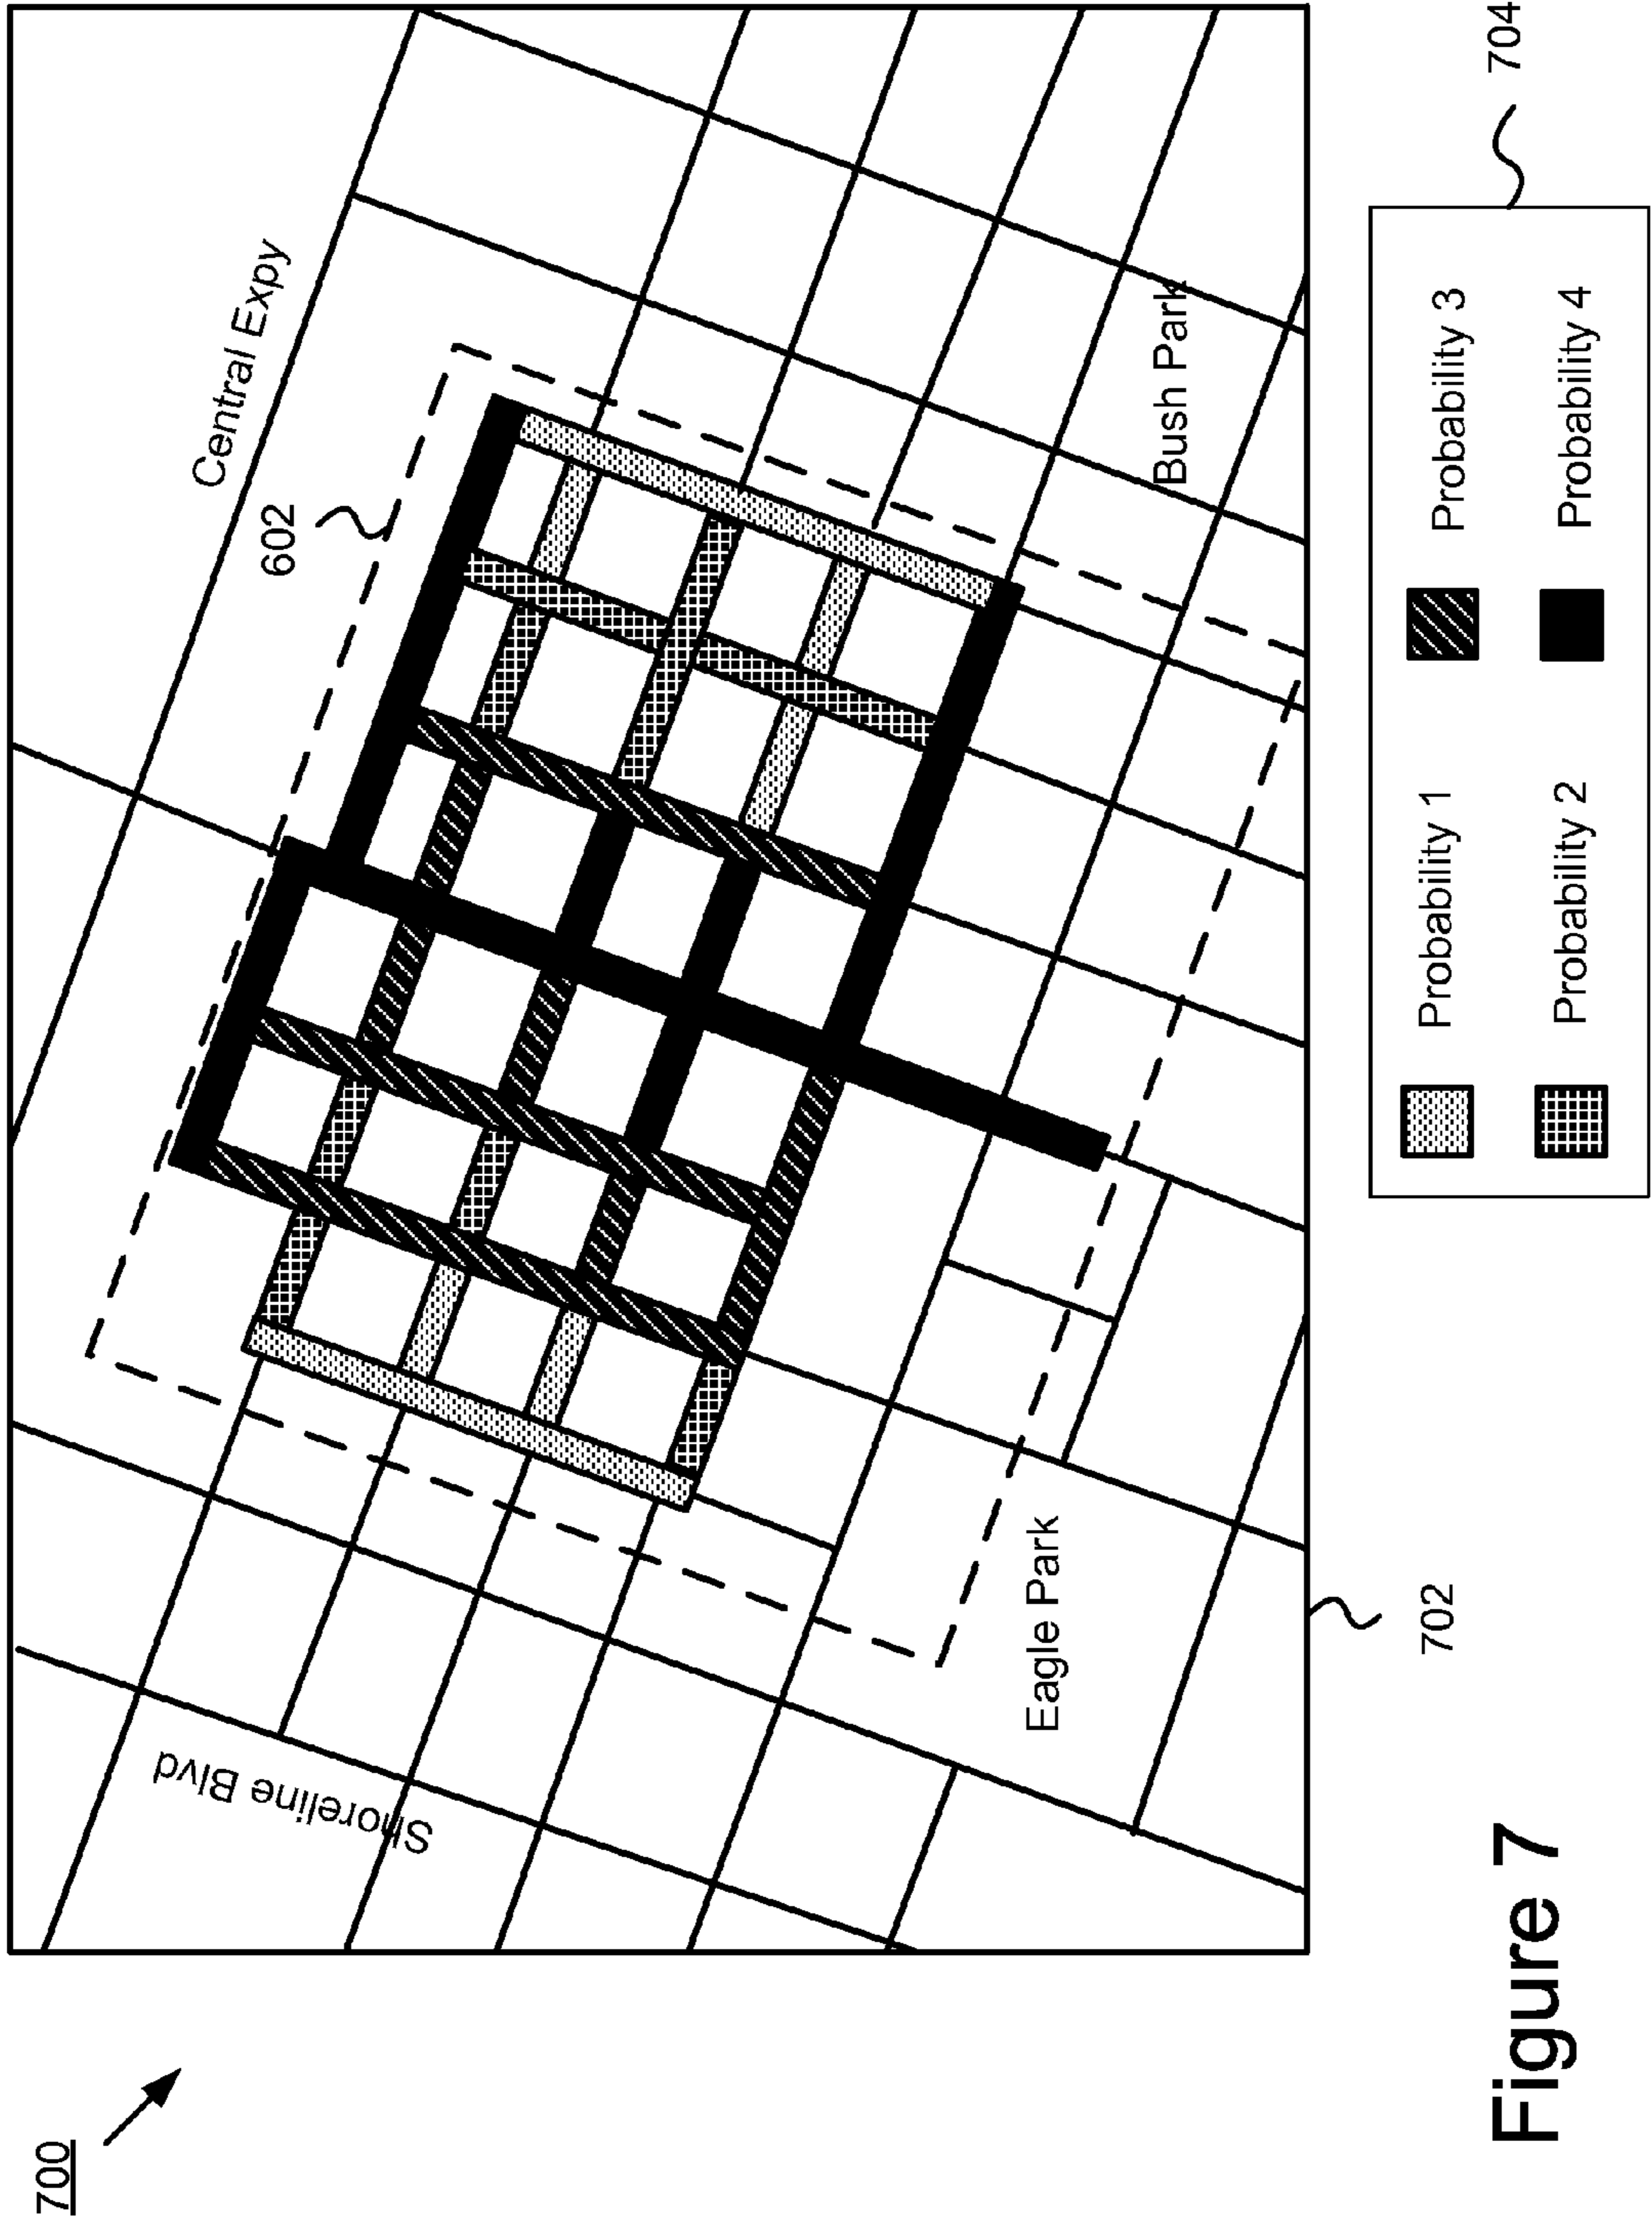 700
Central Expy
602
Shoreline Blvd
Eagle Park
Bush Park
702
704
Probability 1
Probability 3
Probability 2
Probability 4
Figure 7